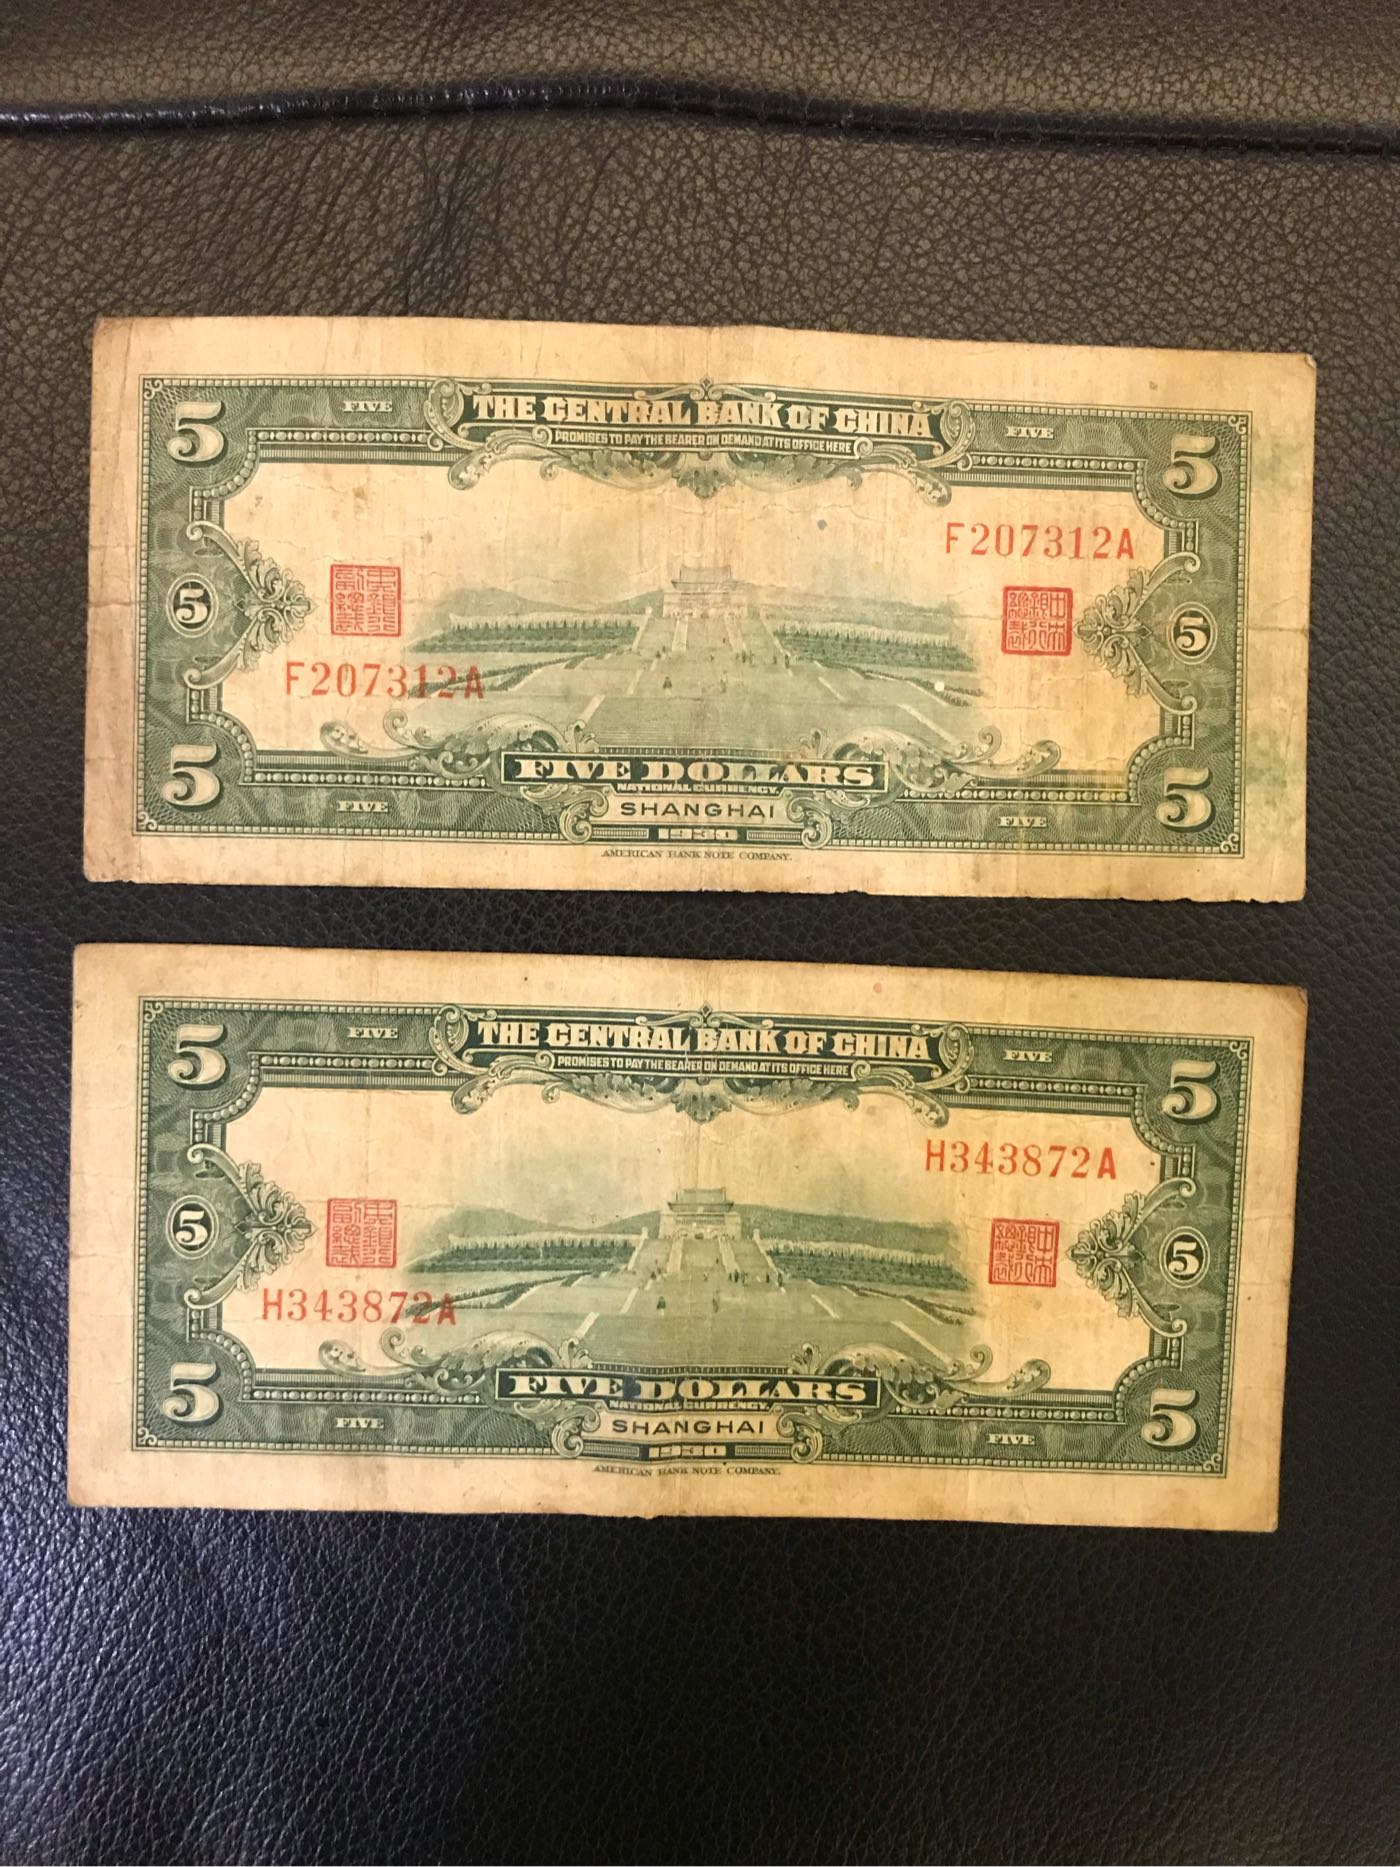 THE CENTRAL BANK OF CHINA
PROMISES TO PAY THE BEARER ON DEMAND AT ITS OFFICE HERE
5 FIVE FIVE 5
F207312A
5 5
F207312A
5 FIVE FIVE 5
FIVE DOLLARS
NATIONAL CURRENCY.
SHANGHAI
1930
AMERICAN BANK NOTE COMPANY.
THE CENTRAL BANK OF CHINA
PROMISES TO PAY THE BEARER ON DEMAND AT ITS OFFICE HERE
5 FIVE FIVE 5
H343872A
5 5
H343872A
5 FIVE FIVE 5
FIVE DOLLARS
NATIONAL CURRENCY.
SHANGHAI
1930
AMERICAN BANK NOTE COMPANY.